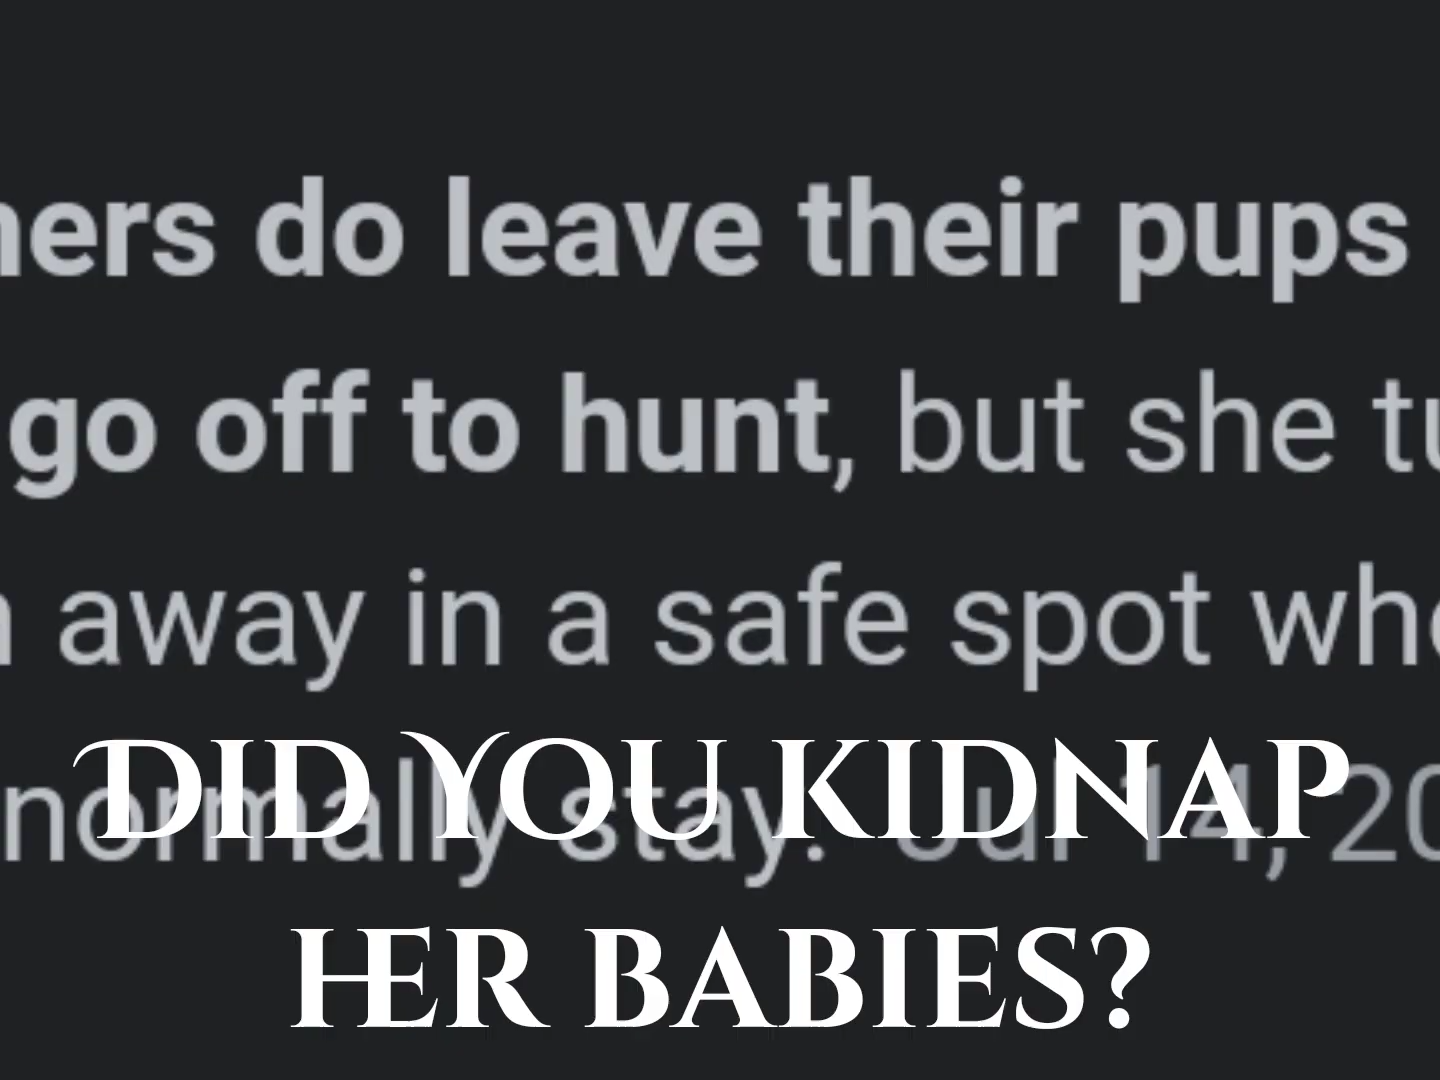 ners do leave their pups
go off to hunt, but she tu
away in a safe spot whe
normally stay. Jul 14, 20
DID YOU KIDNAP
HER BABIES?